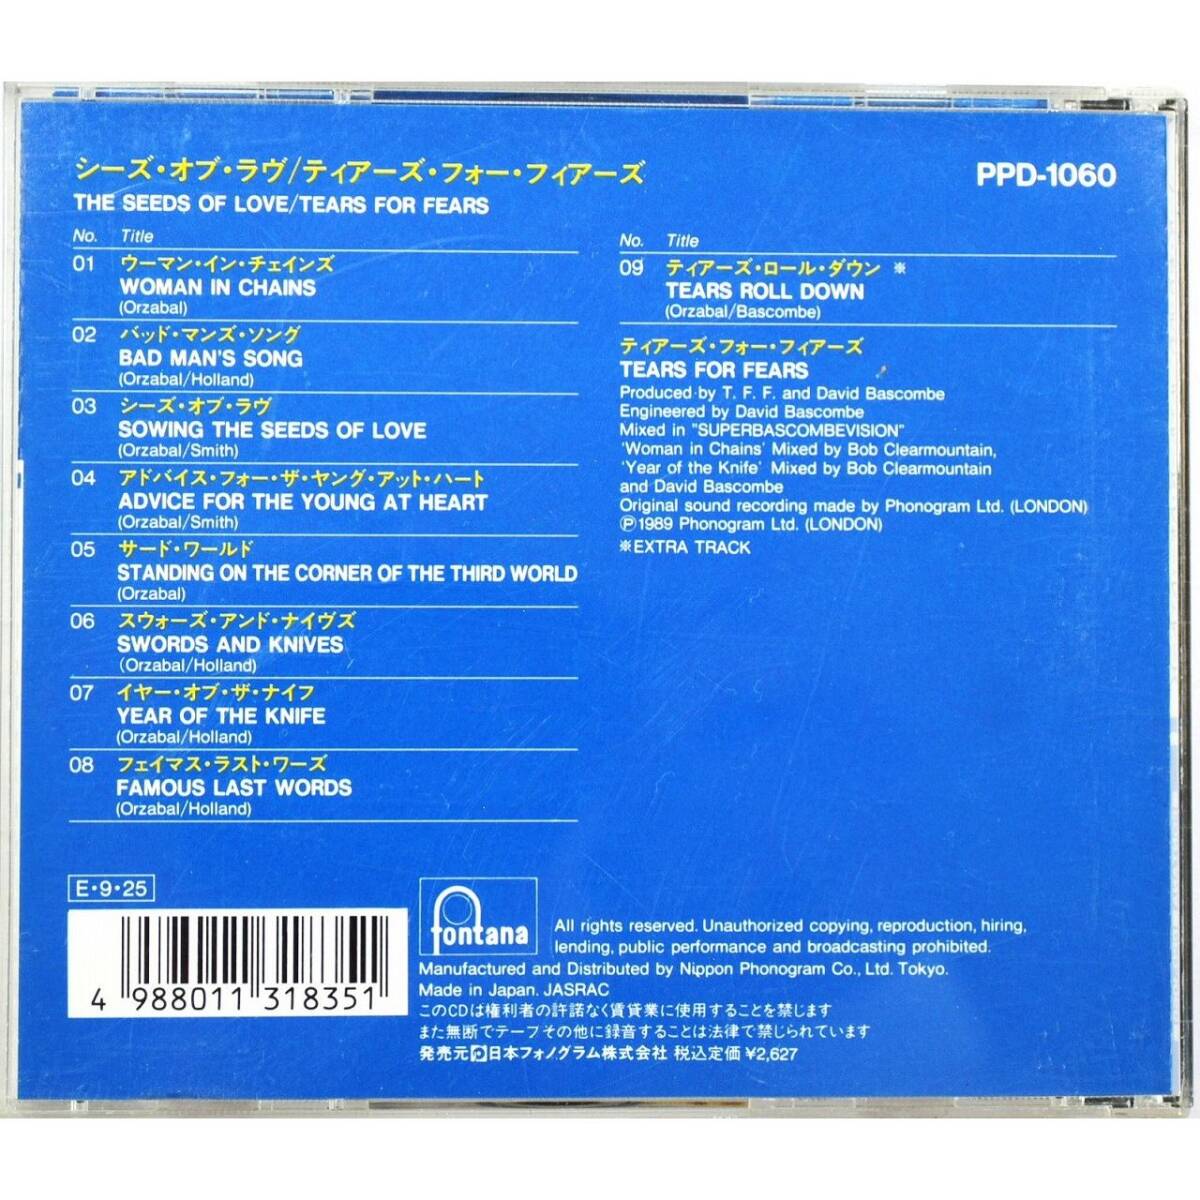 シーズ・オブ・ラヴ/ティアーズ・フォー・フィアーズ
THE SEEDS OF LOVE/TEARS FOR FEARS
PPD-1060
No. Title
01 ウーマン・イン・チェインズ
WOMAN IN CHAINS
(Orzabal)
02 バッド・マンズ・ソング
BAD MAN'S SONG
(Orzabal/Holland)
03 シーズ・オブ・ラヴ
SOWING THE SEEDS OF LOVE
(Orzabal/Smith)
04 アドバイス・フォー・ザ・ヤング・アット・ハート
ADVICE FOR THE YOUNG AT HEART
(Orzabal/Smith)
05 サード・ワールド
STANDING ON THE CORNER OF THE THIRD WORLD
(Orzabal)
06 スウォーズ・アンド・ナイヴズ
SWORDS AND KNIVES
(Orzabal/Holland)
07 イヤー・オブ・ザ・ナイフ
YEAR OF THE KNIFE
(Orzabal/Holland)
08 フェイマス・ラスト・ワーズ
FAMOUS LAST WORDS
(Orzabal/Holland)
No. Title
09 ティアーズ・ロール・ダウン ※
TEARS ROLL DOWN
(Orzabal/Bascombe)
ティアーズ・フォー・フィアーズ
TEARS FOR FEARS
Produced by T. F. F. and David Bascombe
Engineered by David Bascombe
Mixed in "SUPERBASCOMBEVISION"
'Woman in Chains' Mixed by Bob Clearmountain,
'Year of the Knife' Mixed by Bob Clearmountain
and David Bascombe
Original sound recording made by Phonogram Ltd. (LONDON)
℗1989 Phonogram Ltd. (LONDON)
※EXTRA TRACK
E・9・25
4 988011 318351
fontana
All rights reserved. Unauthorized copying, reproduction, hiring,
lending, public performance and broadcasting prohibited.
Manufactured and Distributed by Nippon Phonogram Co., Ltd. Tokyo.
Made in Japan. JASRAC
このCDは権利者の許諾なく賃貸業に使用することを禁じます
また無断でテープその他に録音することは法律で禁じられています
発売元 日本フォノグラム株式会社 税込定価 ¥2,627